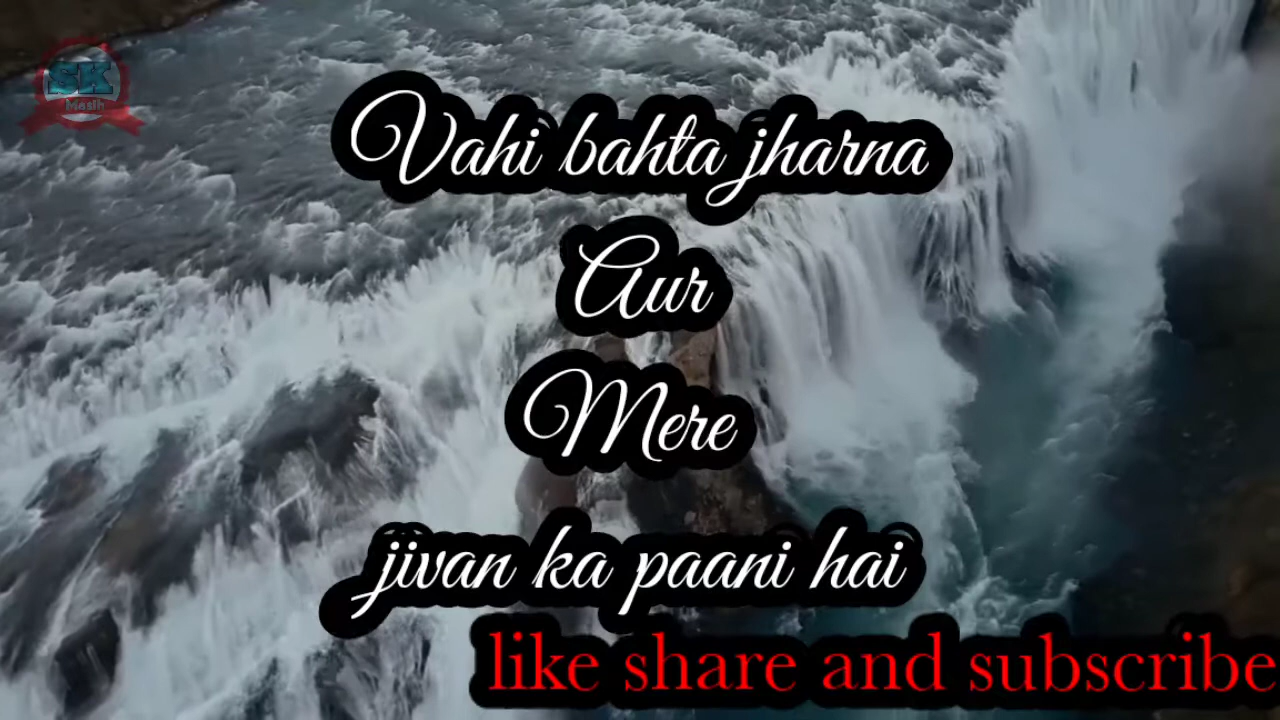 SK
Masih
Vahi bahta jharna
Aur
Mere
jivan ka paani hai
like share and subscribe